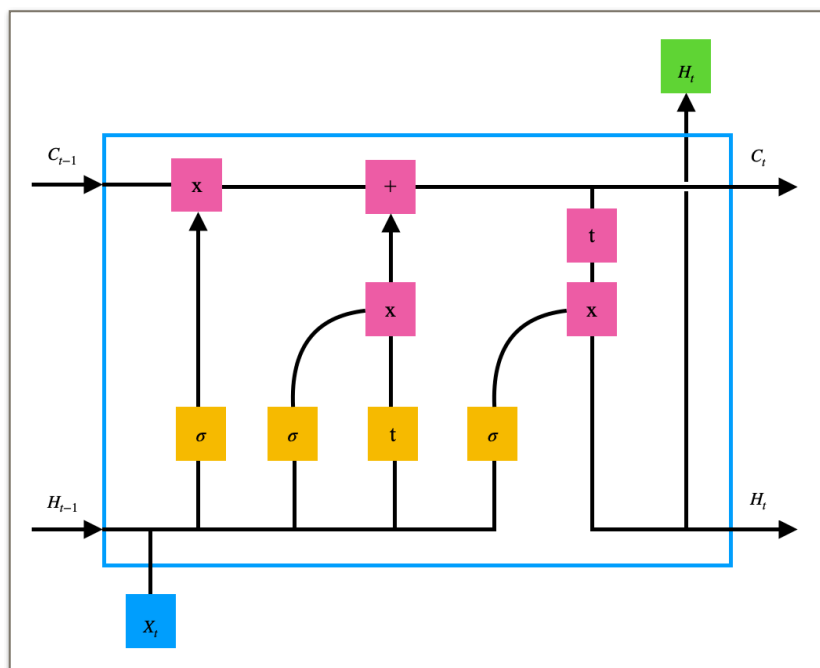 H_t
C_{t-1}
C_t
x
+
t
x
x
σ
σ
t
σ
H_{t-1}
H_t
X_t